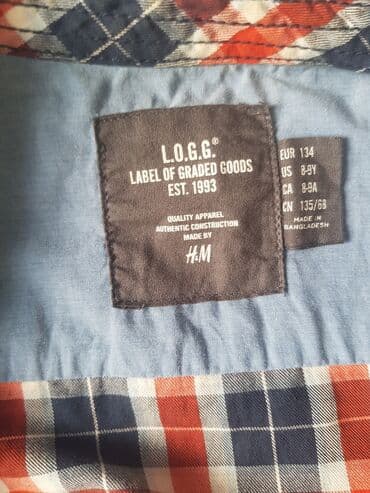 L.O.G.G.®
LABEL OF GRADED GOODS
EST. 1993
QUALITY APPAREL
AUTHENTIC CONSTRUCTION
MADE BY
H&M
EUR 134
US 8-9Y
CA 8-9A
CN 135/68
MADE IN
BANGLADESH